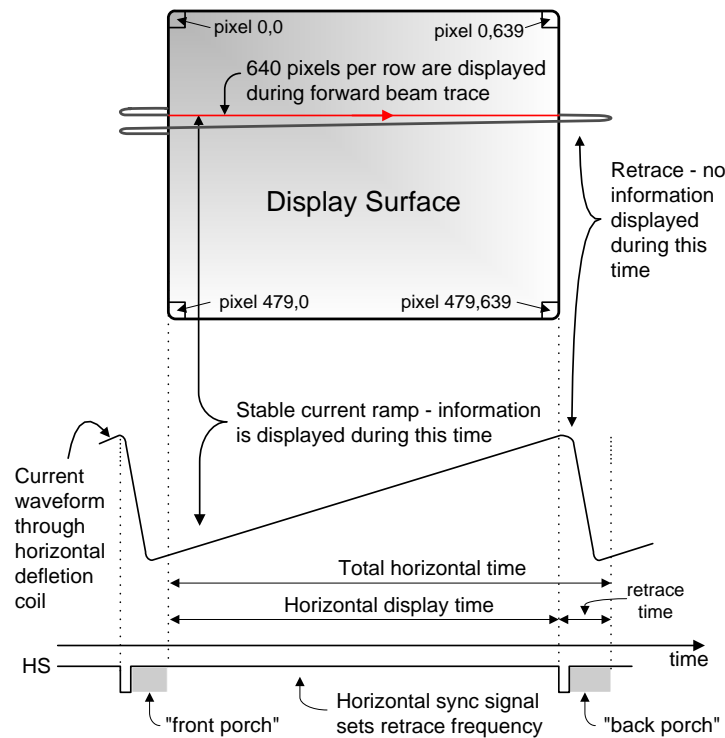 pixel 0,0
pixel 0,639
640 pixels per row are displayed
during forward beam trace
Retrace - no
information
displayed
during this
time
Display Surface
pixel 479,0
pixel 479,639
Stable current ramp - information
is displayed during this time
Current
waveform
through
horizontal
defletion
coil
Total horizontal time
Horizontal display time
retrace
time
time
HS
"front porch"
Horizontal sync signal
sets retrace frequency
"back porch"